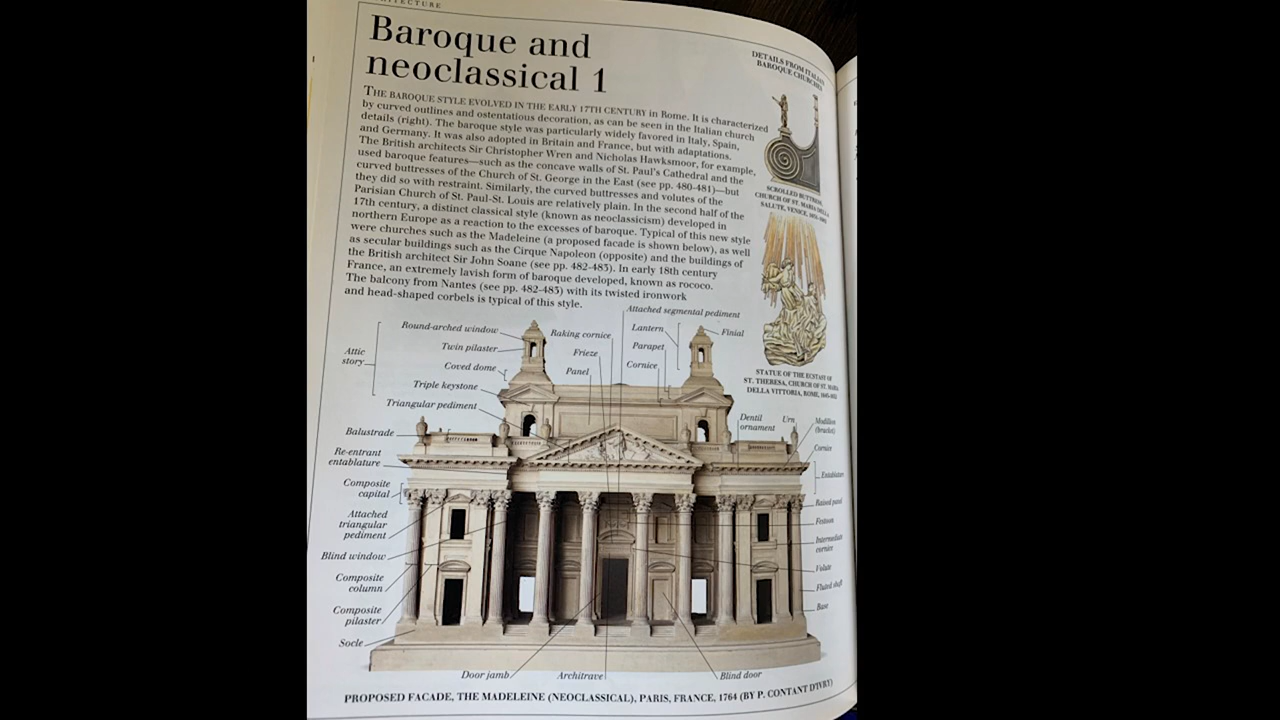 Baroque and
neoclassical 1
THE BAROQUE STYLE EVOLVED IN THE EARLY 17TH CENTURY in Rome. It is characterized
by curved outlines and ostentatious decoration, as can be seen in the Italian church
details (right). The baroque style was particularly widely favored in Italy, Spain,
and Germany. It was also adopted in Britain and France, but with adaptations.
The British architects Sir Christopher Wren and Nicholas Hawksmoor, for example,
used baroque features—such as the concave walls of St. Paul's Cathedral and the
curved buttresses of the Church of St. George in the East (see pp. 480-481)—but
they did so with restraint. Similarly, the curved buttresses and volutes of the
Parisian Church of St. Paul-St. Louis are relatively plain. In the second half of the
17th century, a distinct classical style (known as neoclassicism) developed in
northern Europe as a reaction to the excesses of baroque. Typical of this new style
were churches such as the Madeleine (a proposed facade is shown below), as well
as secular buildings such as the Cirque Napoleon (opposite) and the buildings of
the British architect Sir John Soane (see pp. 482-483). In early 18th century
France, an extremely lavish form of baroque developed, known as rococo.
The balcony from Nantes (see pp. 482-483) with its twisted ironwork
and head-shaped corbels is typical of this style.
DETAILS FROM ITALIAN
BAROQUE CHURCHES
SCROLLED BUTTRESS,
CHURCH OF ST. MARIA DELLA
SALUTE, VENICE,
STATUE OF THE ECSTASY OF
ST. THERESA, CHURCH OF ST. MARIA
DELLA VITTORIA, ROME,
Attached segmental pediment
Round-arched window
Raking cornice
Lantern
Finial
Twin pilaster
Frieze
Parapet
Attic
story
Coved dome
Panel
Cornice
Triple keystone
Triangular pediment
Dentil
ornament
Urn
Modillion
(bracket)
Balustrade
Cornice
Re-entrant
entablature
Entablature
Composite
capital
Raised panel
Attached
triangular
pediment
Festoon
Intermediate
cornice
Blind window
Volute
Composite
column
Fluted shaft
Composite
pilaster
Base
Socle
Door jamb
Architrave
Blind door
PROPOSED FACADE, THE MADELEINE (NEOCLASSICAL), PARIS, FRANCE, 1764 (BY P. CONTANT D'IVRY)